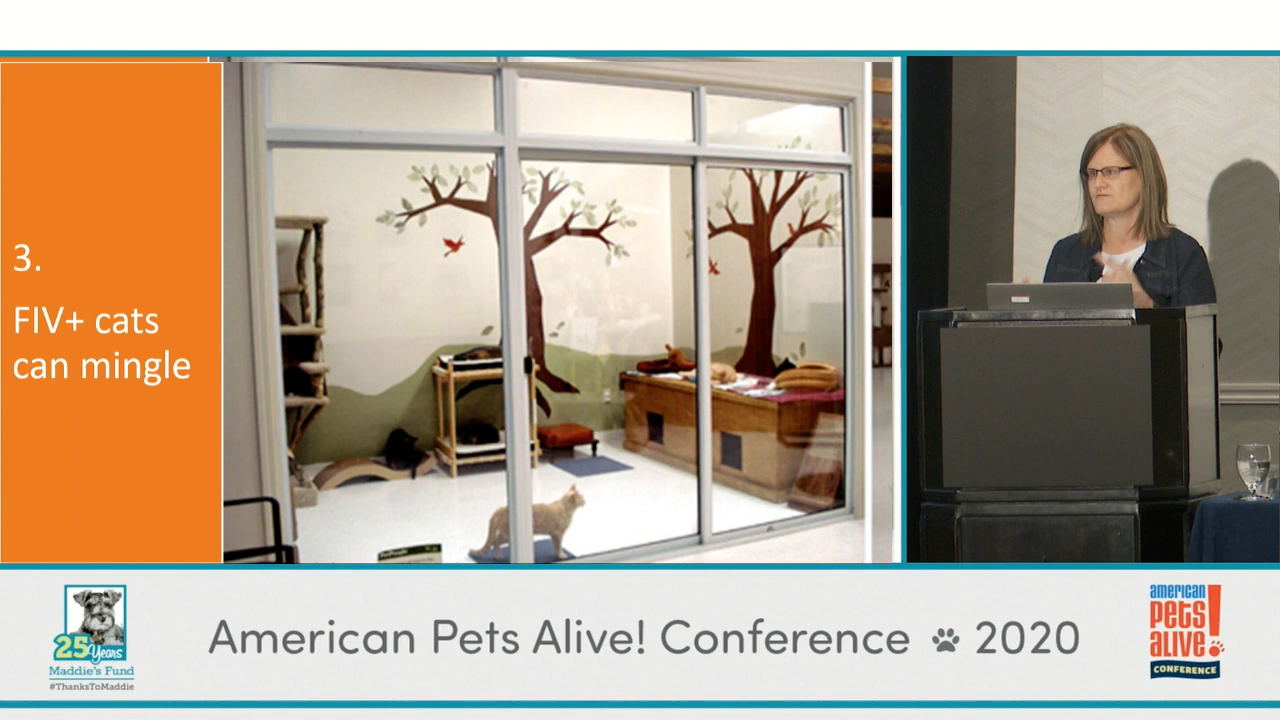 3.
FIV+ cats
can mingle
25
Years
Maddie's Fund
#ThanksToMaddie
American Pets Alive! Conference 2020
american
PETS
ALIVE!
CONFERENCE